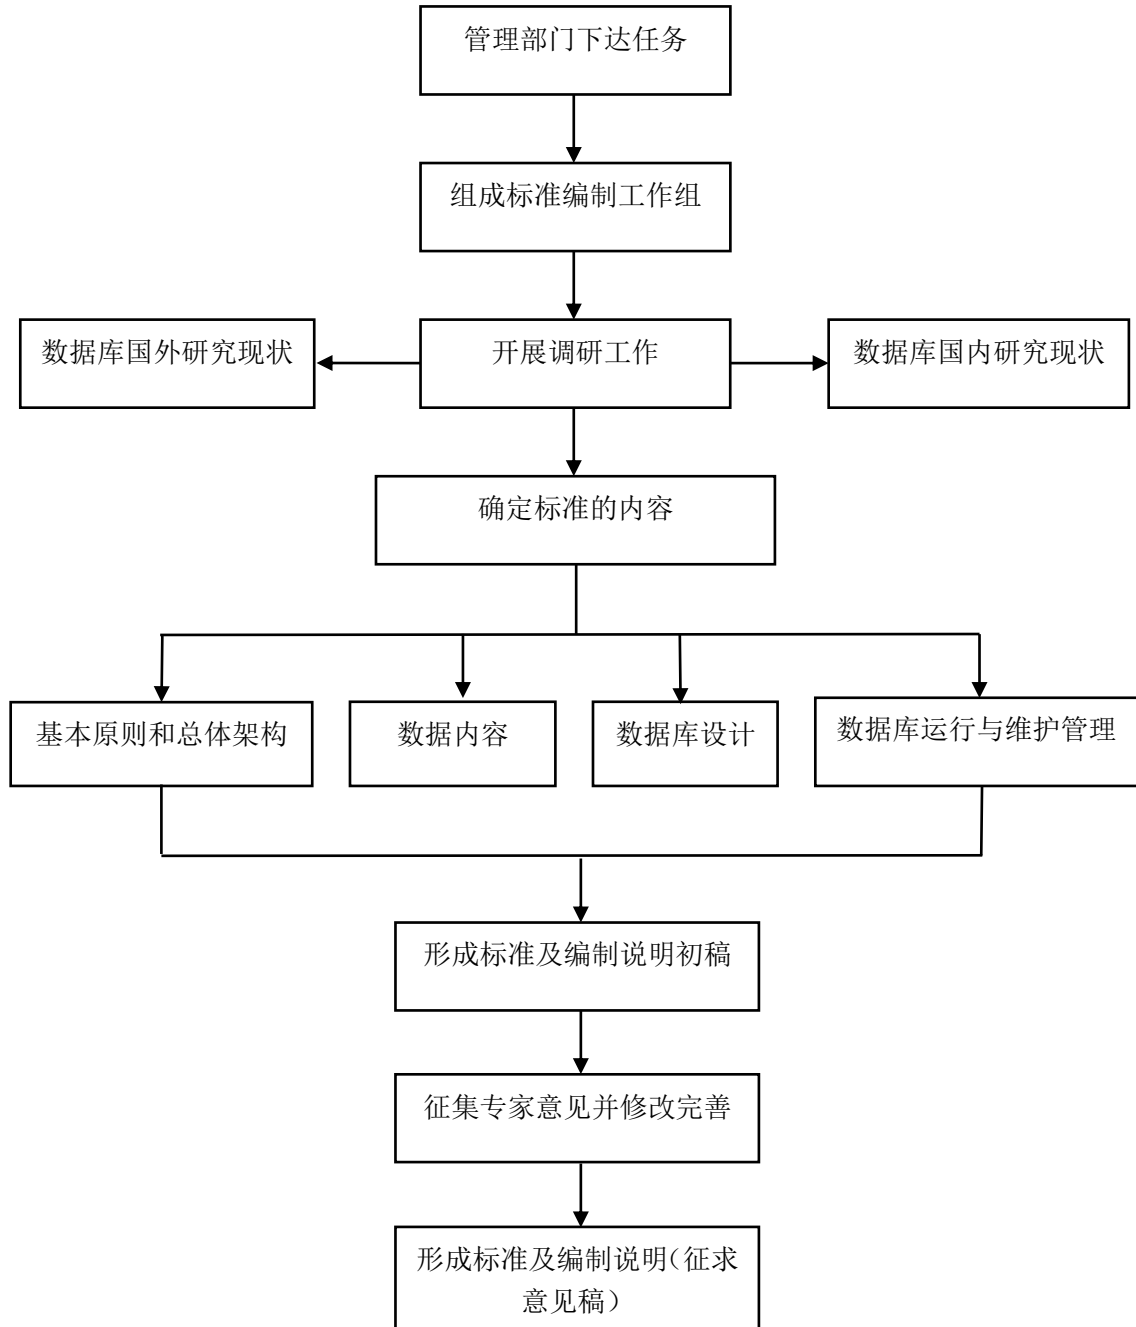 管理部门下达任务
组成标准编制工作组
数据库国外研究现状
开展调研工作
数据库国内研究现状
确定标准的内容
基本原则和总体架构
数据内容
数据库设计
数据库运行与维护管理
形成标准及编制说明初稿
征集专家意见并修改完善
形成标准及编制说明（征求
意见稿）